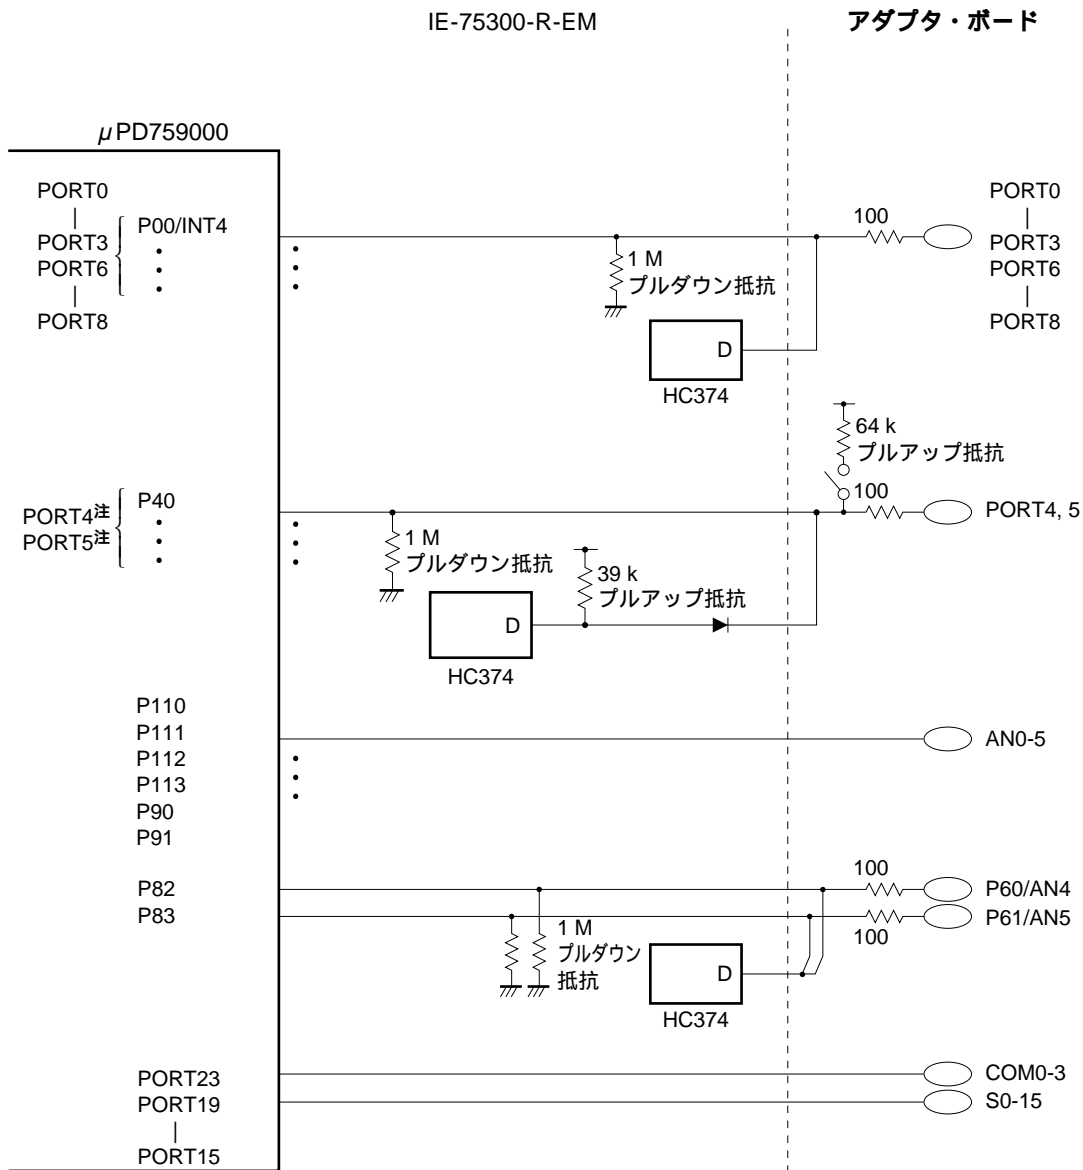 IE-75300-R-EM
アダプタ・ボード
μPD759000
PORT0
|
PORT3
PORT6
|
PORT8
P00/INT4
1 M
プルダウン抵抗
D
HC374
100
PORT0
|
PORT3
PORT6
|
PORT8
64 k
プルアップ抵抗
100
PORT4, 5
PORT4注
PORT5注
P40
1 M
プルダウン抵抗
39 k
プルアップ抵抗
D
HC374
P110
P111
P112
P113
P90
P91
AN0-5
P82
P83
1 M
プルダウン
抵抗
D
HC374
100
P60/AN4
P61/AN5
100
PORT23
PORT19
|
PORT15
COM0-3
S0-15